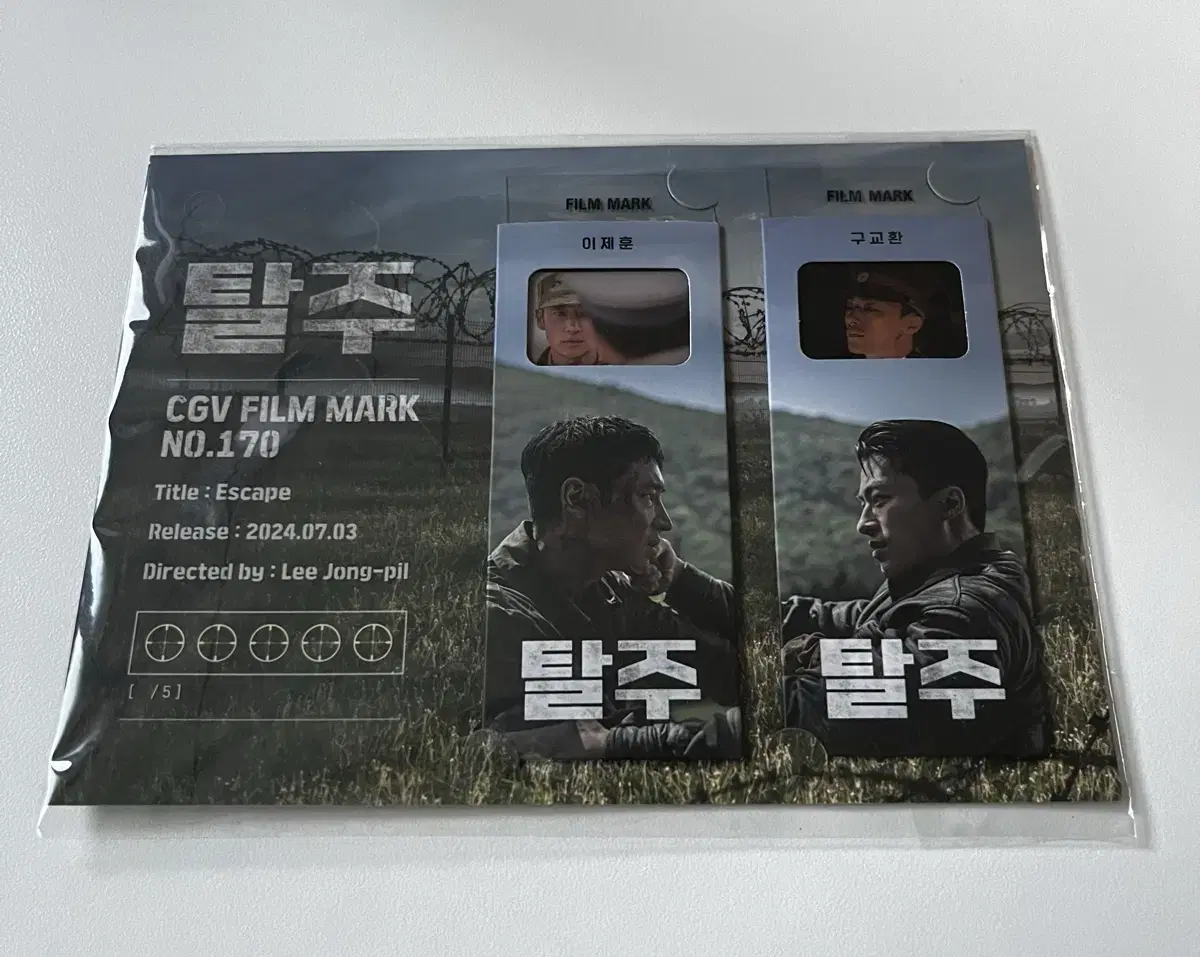 탈주
CGV FILM MARK
NO.170
Title : Escape
Release : 2024.07.03
Directed by : Lee Jong-pil
[ /5]
FILM MARK
이제훈
탈주
FILM MARK
구교환
탈주